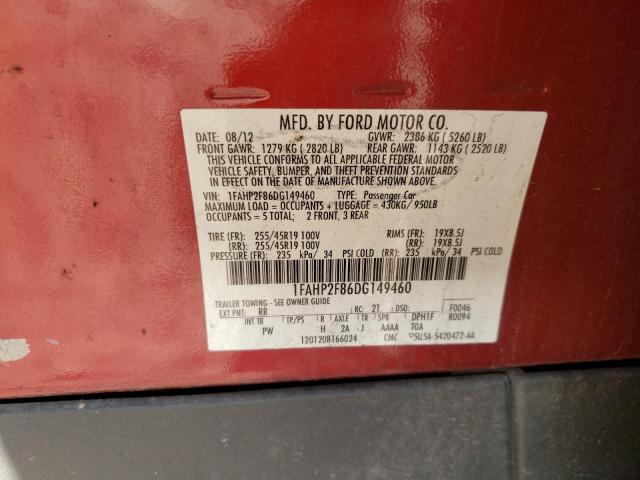 MFD. BY FORD MOTOR CO.
DATE: 08/12 GVWR: 2386 KG ( 5260 LB)
FRONT GAWR: 1279 KG ( 2820 LB) REAR GAWR: 1143 KG ( 2520 LB)
THIS VEHICLE CONFORMS TO ALL APPLICABLE FEDERAL MOTOR
VEHICLE SAFETY, BUMPER, AND THEFT PREVENTION STANDARDS
IN EFFECT ON THE DATE OF MANUFACTURE SHOWN ABOVE.
VIN: 1FAHP2F86DG149460 TYPE: Passenger Car
MAXIMUM LOAD = OCCUPANTS + LUGGAGE = 430KG/ 950LB
OCCUPANTS = 5 TOTAL: 2 FRONT, 3 REAR
TIRE (FR): 255/45R19 100V RIMS (FR): 19X8.5J
(RR): 255/45R19 100V (RR): 19X8.5J
PRESSURE (FR): 235 kPa/ 34 PSI COLD (RR): 235 kPa/ 34 PSI COLD
1FAHP2F86DG149460
TRAILER TOWING - SEE OWNER GUIDE
EXT PNT: RR RC: 21 DSO: F0046
INT TR TP/PS R AXLE TR SPR DPH1F R0094
PW H 2A J AAAA T0A
1201208166024 CMC 5U5A-5420472-AA